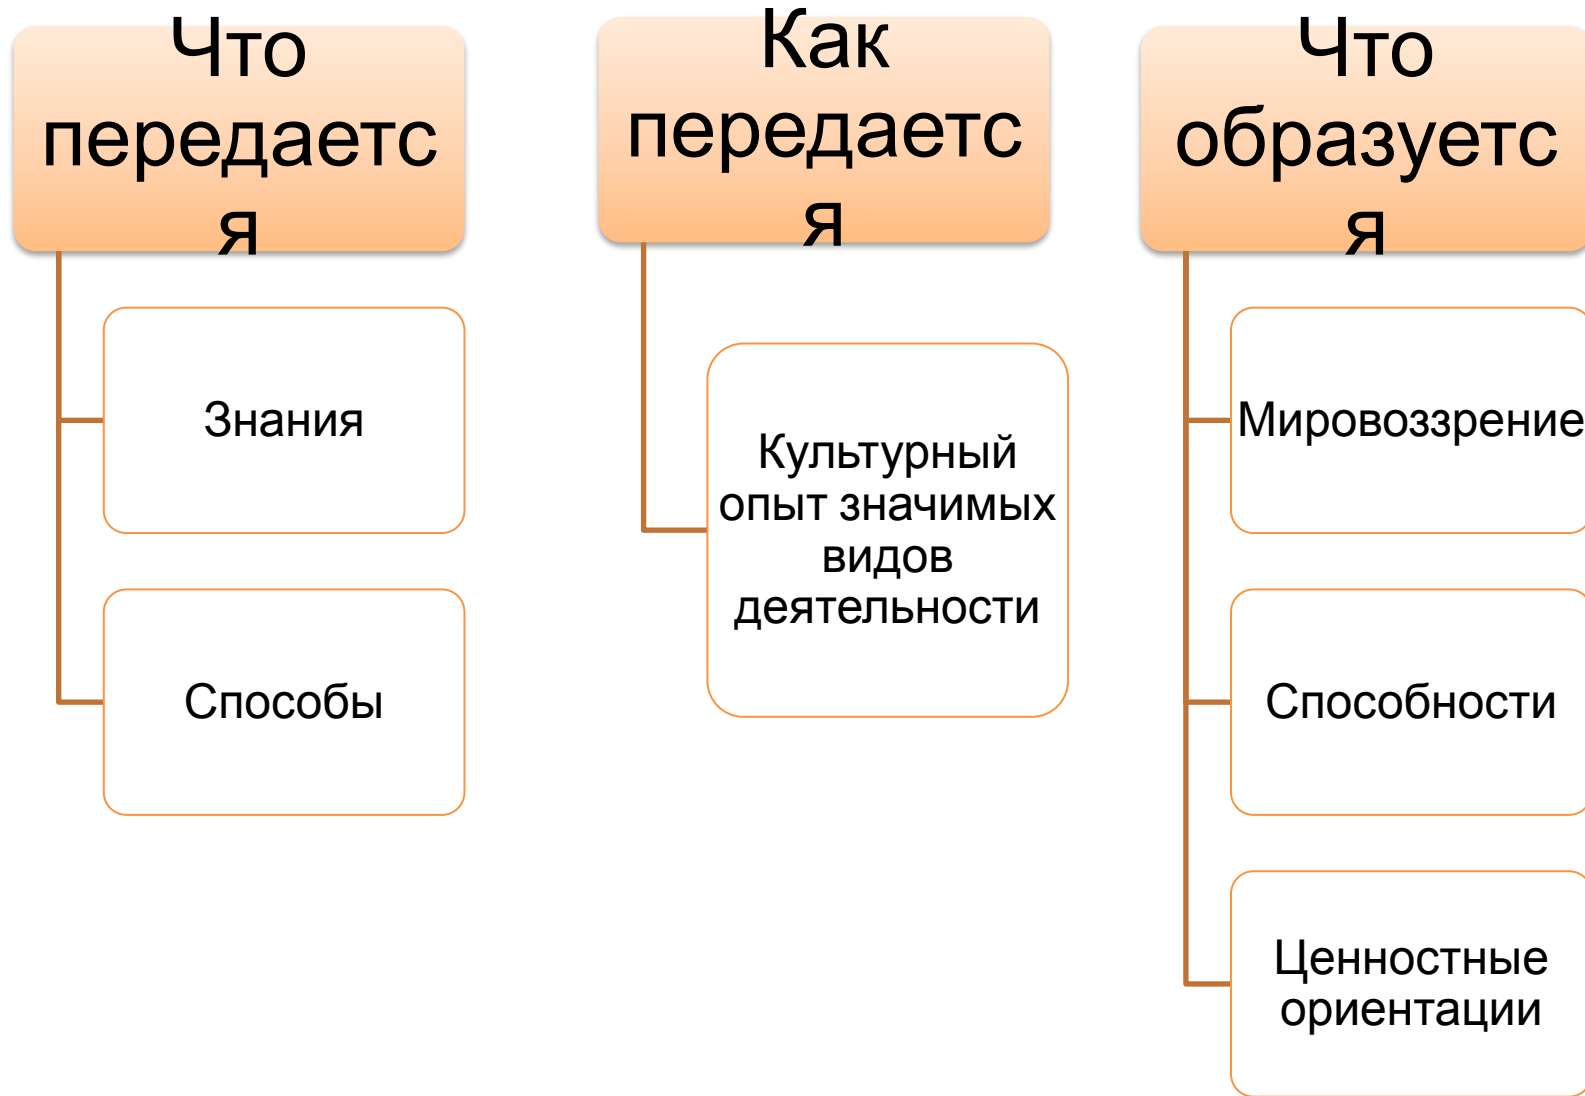 Что
передаетс
я
Знания
Способы
Как
передаетс
я
Культурный
опыт значимых
видов
деятельности
Что
образуетс
я
Мировоззрение
Способности
Ценностные
ориентации